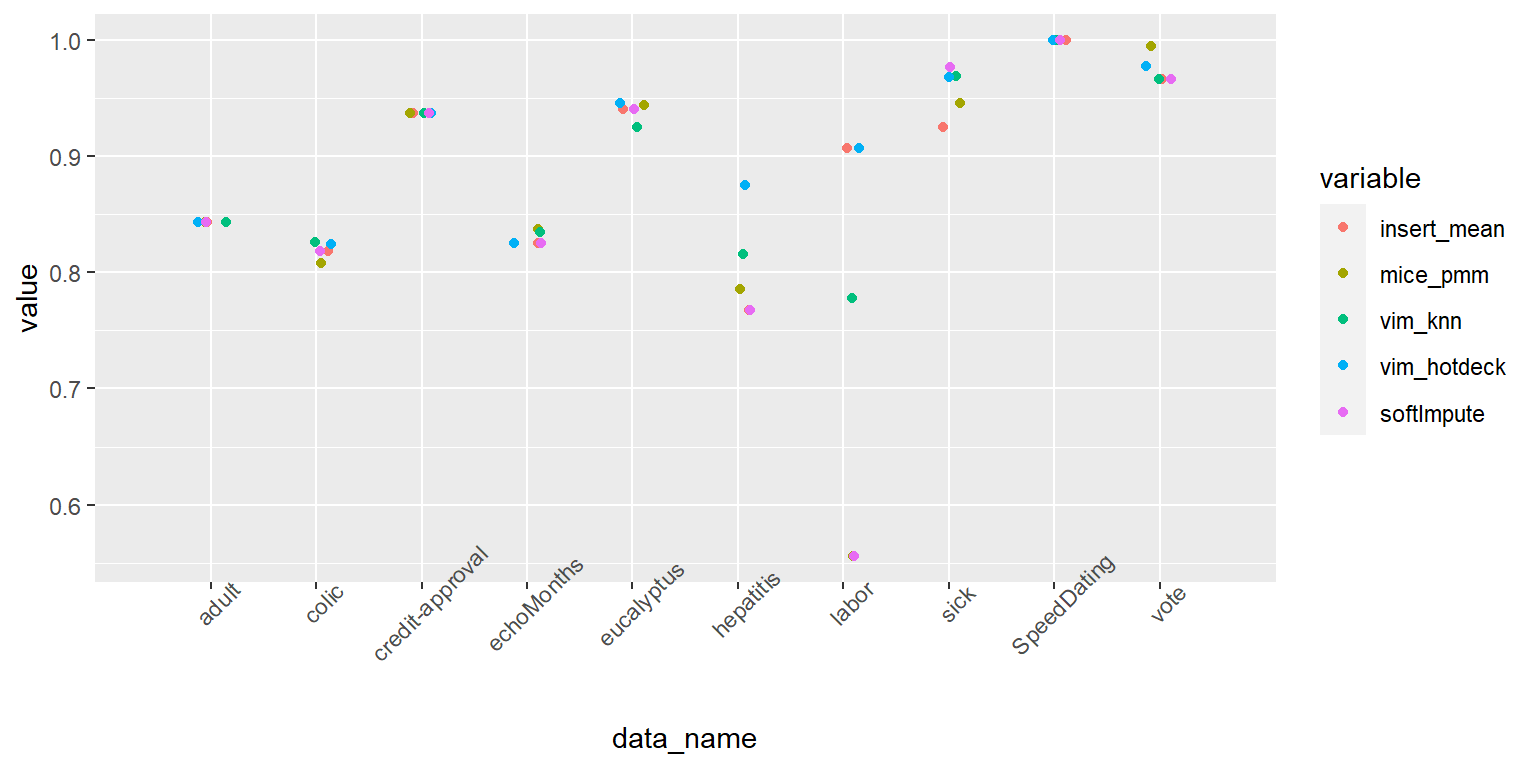 1.0
0.9
0.8
0.7
0.6
value
adult
colic
credit-approval
echoMonths
eucalyptus
hepatitis
labor
sick
SpeedDating
vote
data_name
variable
insert_mean
mice_pmm
vim_knn
vim_hotdeck
softImpute